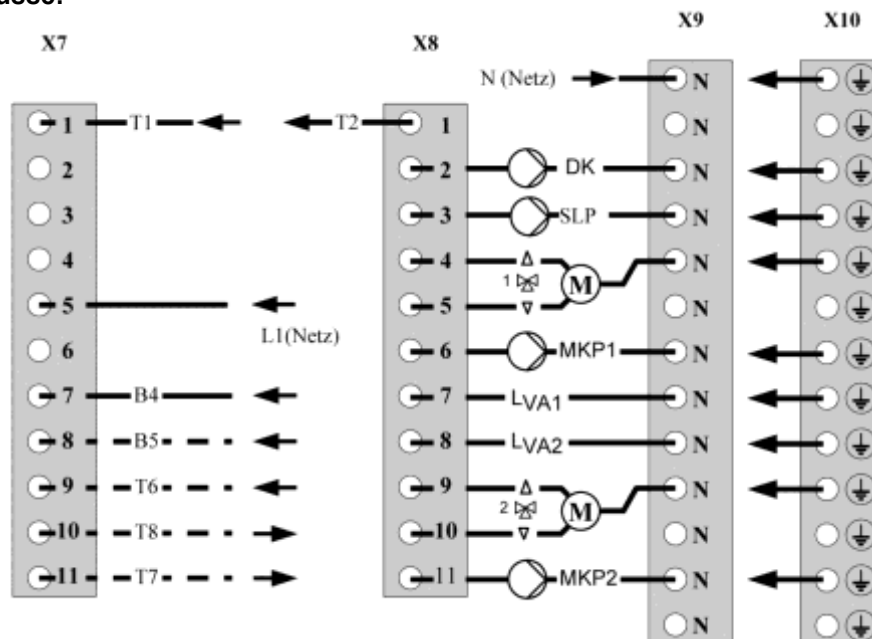 X7 X8 X9 X10
N (Netz) N
1 T1 T2 1 N
2 2 DK N
3 3 SLP N
4 4 1 M N
5 L1(Netz) 5 N
6 6 MKP1 N
7 B4 7 LVA1 N
8 B5 8 LVA2 N
9 T6 9 2 M N
10 T8 10 N
11 T7 11 MKP2 N
N